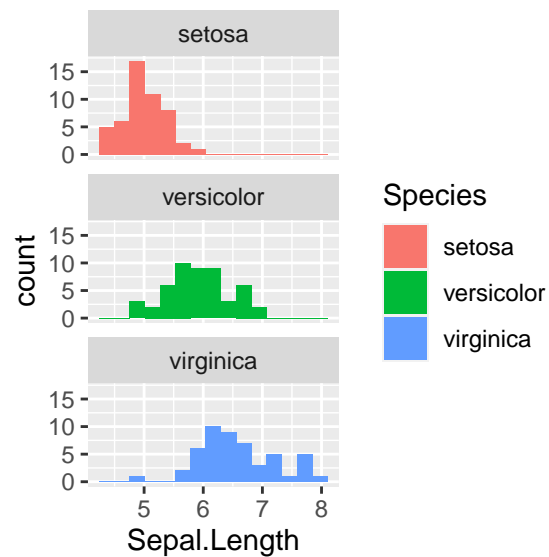 setosa
15
10
5
0
versicolor
15
10
5
0
virginica
15
10
5
0
5 6 7 8
Sepal.Length
count
Species
setosa
versicolor
virginica